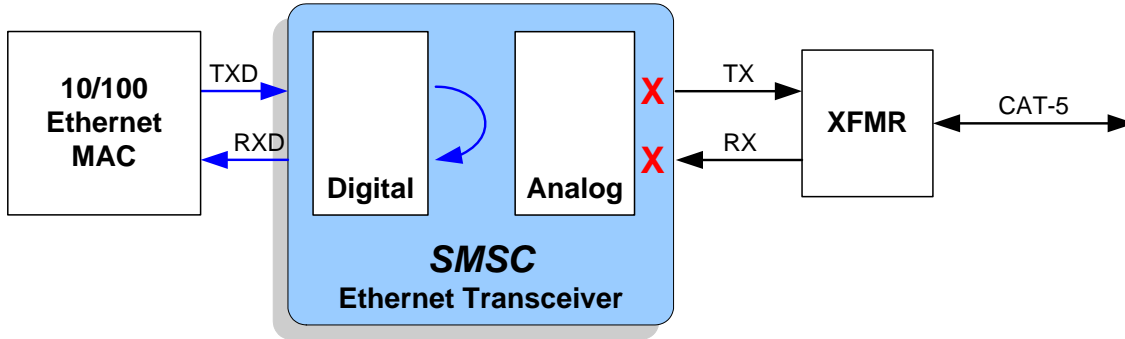 10/100
Ethernet
MAC
TXD
RXD
Digital
Analog
X
X
SMSC
Ethernet Transceiver
TX
RX
XFMR
CAT-5